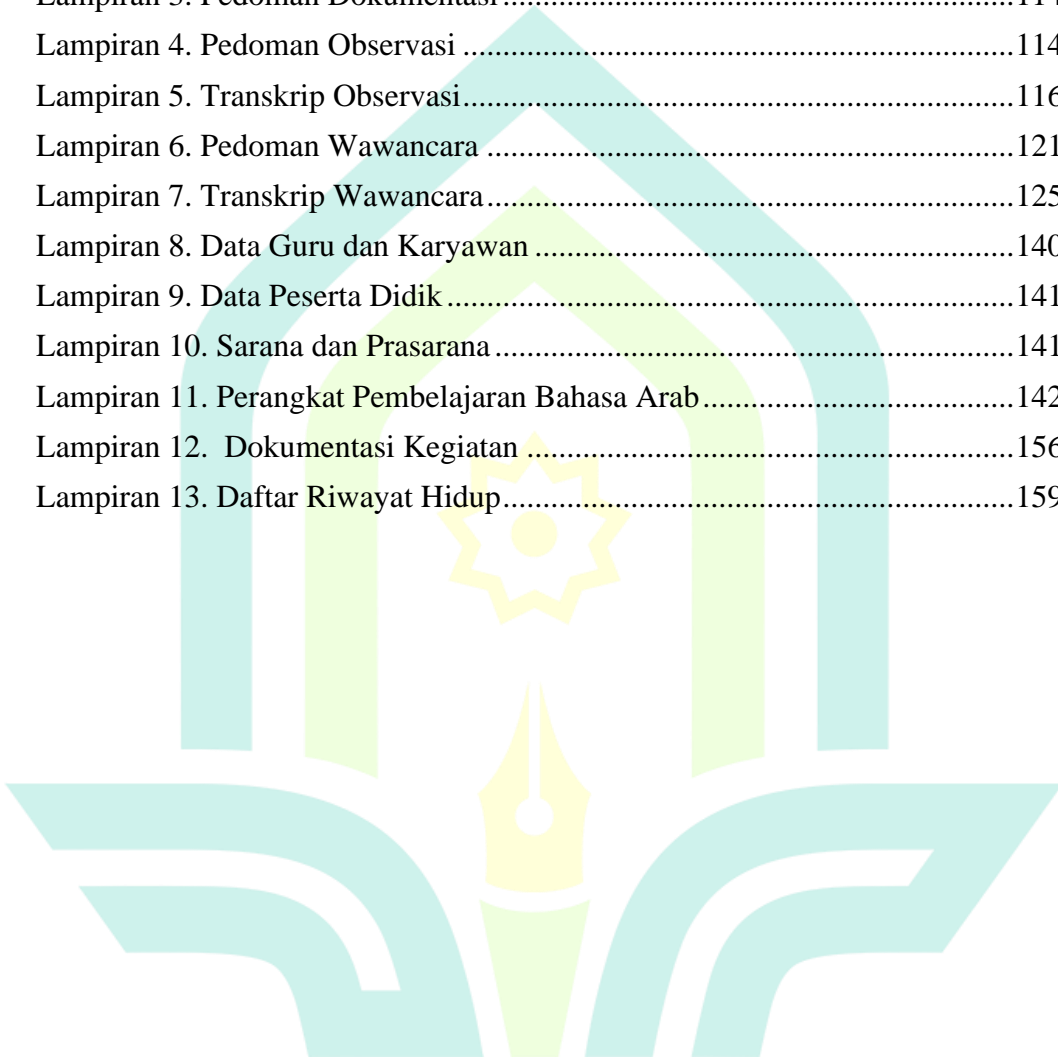 Lampiran 3. Pedoman Dokumentasi.................................................................114
Lampiran 4. Pedoman Observasi ...................................................................114
Lampiran 5. Transkrip Observasi...................................................................116
Lampiran 6. Pedoman Wawancara ................................................................121
Lampiran 7. Transkrip Wawancara................................................................125
Lampiran 8. Data Guru dan Karyawan ..........................................................140
Lampiran 9. Data Peserta Didik.....................................................................141
Lampiran 10. Sarana dan Prasarana...............................................................141
Lampiran 11. Perangkat Pembelajaran Bahasa Arab.....................................142
Lampiran 12.  Dokumentasi Kegiatan ...........................................................156
Lampiran 13. Daftar Riwayat Hidup..............................................................159